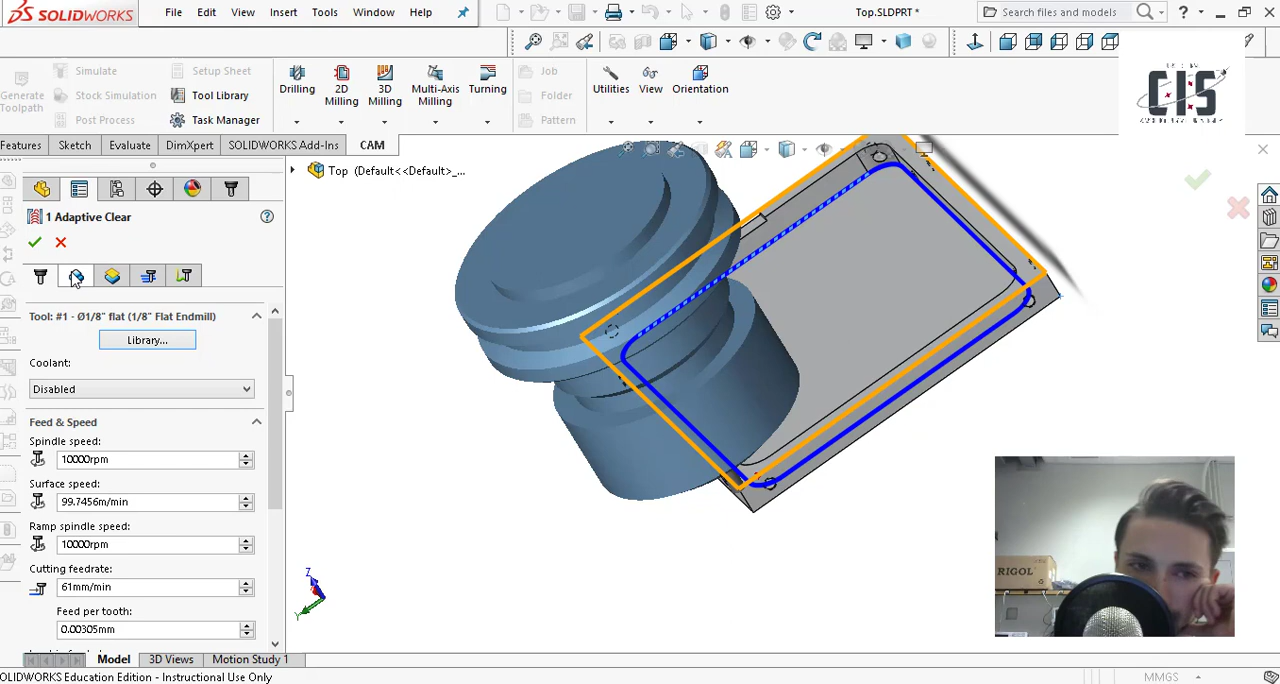 SOLIDWORKS
File Edit View Insert Tools Window Help
Top.SLDPRT *
Search files and models
Generate Toolpath
Simulate
Stock Simulation
Post Process
Setup Sheet
Tool Library
Task Manager
Drilling
2D Milling
3D Milling
Multi-Axis Milling
Turning
Job
Folder
Pattern
Utilities
View
Orientation
CIS
Features Sketch Evaluate DimXpert SOLIDWORKS Add-Ins CAM
Top (Default<<Default>_...
1 Adaptive Clear
Tool: #1 - Ø1/8" flat (1/8" Flat Endmill)
Library...
Coolant:
Disabled
Feed & Speed
Spindle speed:
10000rpm
Surface speed:
99.7456m/min
Ramp spindle speed:
10000rpm
Cutting feedrate:
61mm/min
Feed per tooth:
0.00305mm
Z
Y
RIGOL
Model 3D Views Motion Study 1
OLIDWORKS Education Edition - Instructional Use Only
MMGS